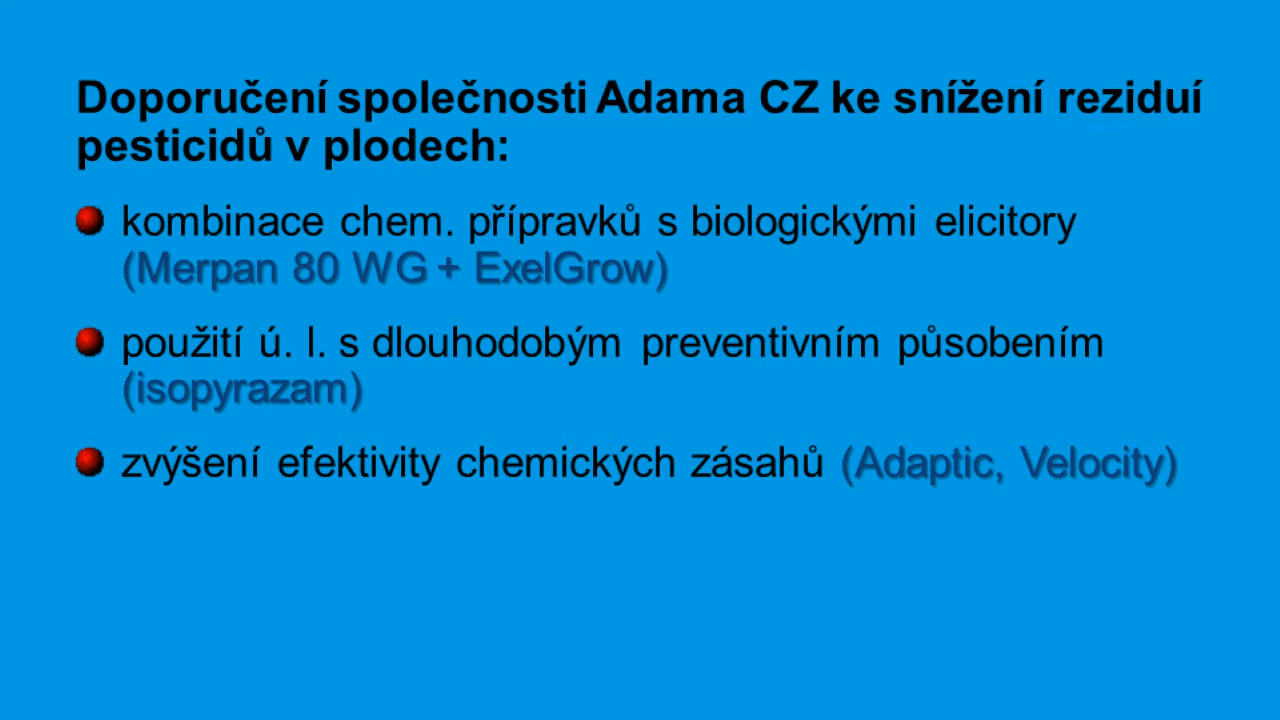 Doporučení společnosti Adama CZ ke snížení reziduí
pesticidů v plodech:
kombinace chem. přípravků s biologickými elicitory
(Merpan 80 WG + ExelGrow)
použití ú. l. s dlouhodobým preventivním působením
(isopyrazam)
zvýšení efektivity chemických zásahů (Adaptic, Velocity)